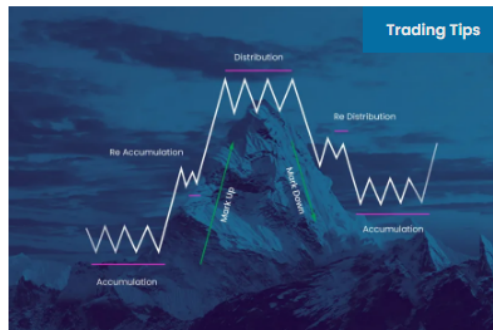 Trading Tips
Distribution
Re Distribution
Re Accumulation
Mark Up
Mark Down
Accumulation
Accumulation